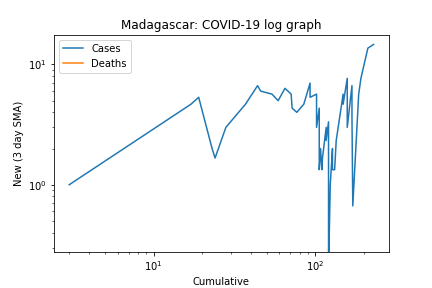 Madagascar: COVID-19 log graph
Cases
Deaths
New (3 day SMA)
10¹
10⁰
10¹
10²
Cumulative